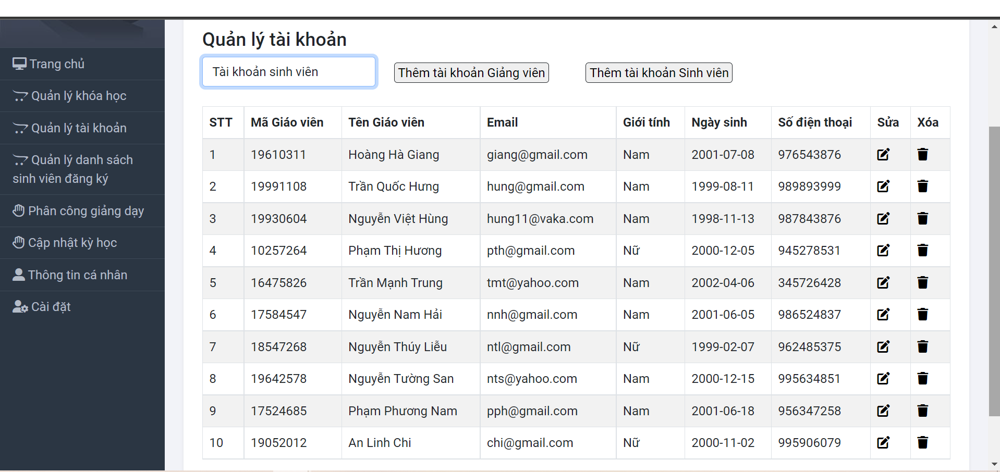 Trang chủ
Quản lý khóa học
Quản lý tài khoản
Quản lý danh sách
sinh viên đăng ký
Phân công giảng dạy
Cập nhật kỳ học
Thông tin cá nhân
Cài đặt
Quản lý tài khoản
Tài khoản sinh viên
Thêm tài khoản Giảng viên
Thêm tài khoản Sinh viên
STT Mã Giáo viên Tên Giáo viên Email Giới tính Ngày sinh Số điện thoại Sửa Xóa
1 19610311 Hoàng Hà Giang giang@gmail.com Nam 2001-07-08 976543876
2 19991108 Trần Quốc Hưng hung@gmail.com Nam 1999-08-11 989893999
3 19930604 Nguyễn Việt Hùng hung11@vaka.com Nam 1998-11-13 987843876
4 10257264 Phạm Thị Hương pth@gmail.com Nữ 2000-12-05 945278531
5 16475826 Trần Mạnh Trung tmt@yahoo.com Nam 2002-04-06 345726428
6 17584547 Nguyễn Nam Hải nnh@gmail.com Nam 2001-06-05 986524837
7 18547268 Nguyễn Thúy Liễu ntl@gmail.com Nữ 1999-02-07 962485375
8 19642578 Nguyễn Tường San nts@yahoo.com Nam 2000-12-15 995634851
9 17524685 Phạm Phương Nam pph@gmail.com Nam 2001-06-18 956347258
10 19052012 An Linh Chi chi@gmail.com Nữ 2000-11-02 995906079